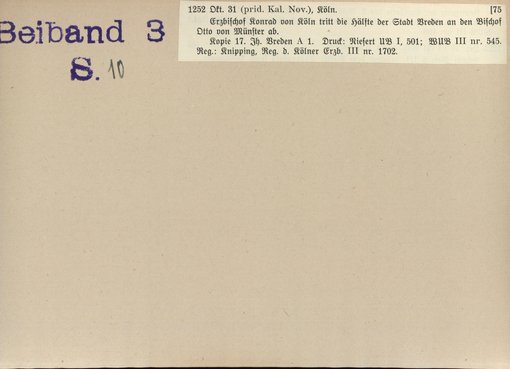 Beiband 3
S. 10
1252 Okt. 31 (prid. Kal. Nov.), Köln. [75
Erzbischof Konrad von Köln tritt die Hälfte der Stadt Vreden an den Bischof
Otto von Münster ab.
Kopie 17. Jh. Vreden A 1. Druck: Niesert UB I, 501; WUB III nr. 545.
Reg.: Knipping, Reg. d. Kölner Erzb. III nr. 1702.